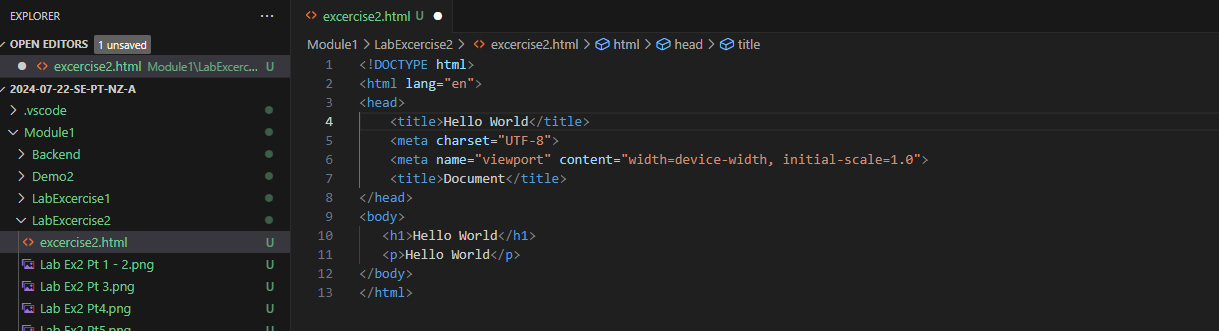 EXPLORER ...
OPEN EDITORS 1 unsaved
excercise2.html Module1\LabExcerc... U
2024-07-22-SE-PT-NZ-A
.vscode
Module1
Backend
Demo2
LabExcercise1
LabExcercise2
excercise2.html U
Lab Ex2 Pt 1 - 2.png U
Lab Ex2 Pt 3.png U
Lab Ex2 Pt4.png U
Lab Ex2 Pt5.png U
excercise2.html U
Module1 > LabExcercise2 > excercise2.html > html > head > title
1 <!DOCTYPE html>
2 <html lang="en">
3 <head>
4 <title>Hello World</title>
5 <meta charset="UTF-8">
6 <meta name="viewport" content="width=device-width, initial-scale=1.0">
7 <title>Document</title>
8 </head>
9 <body>
10 <h1>Hello World</h1>
11 <p>Hello World</p>
12 </body>
13 </html>